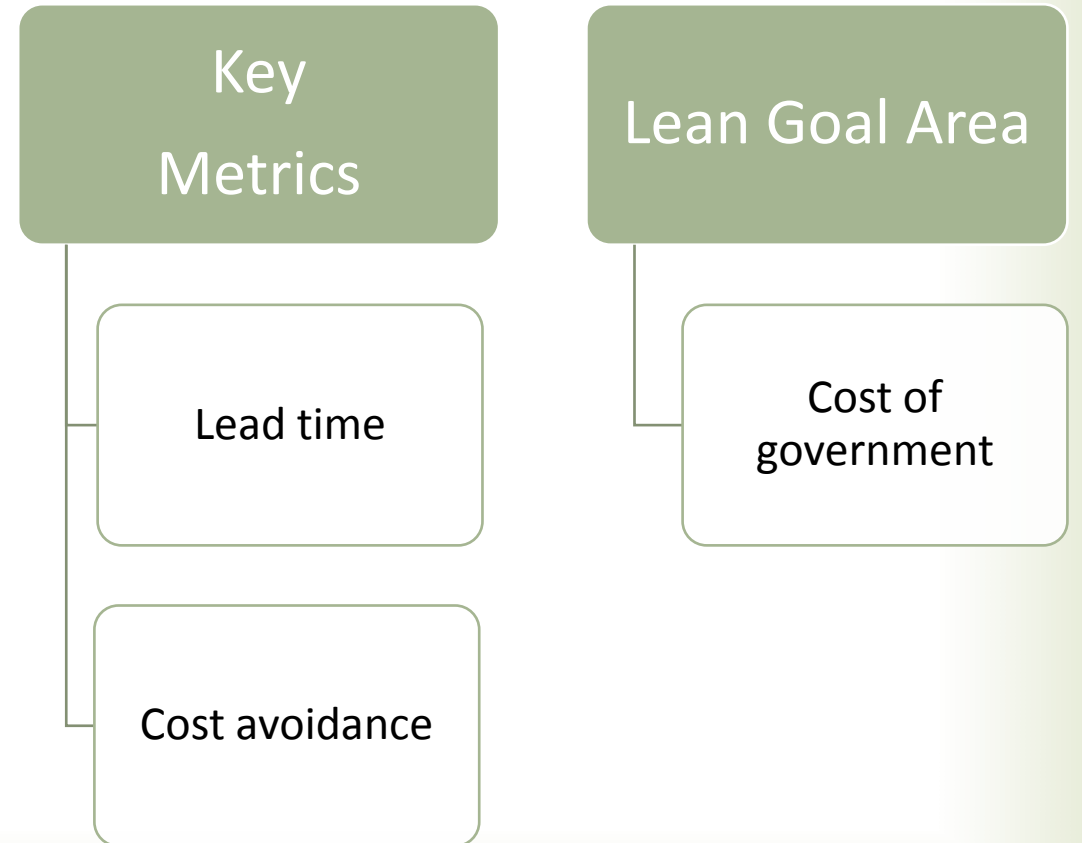 Key
Metrics
Lead time
Cost avoidance
Lean Goal Area
Cost of
government